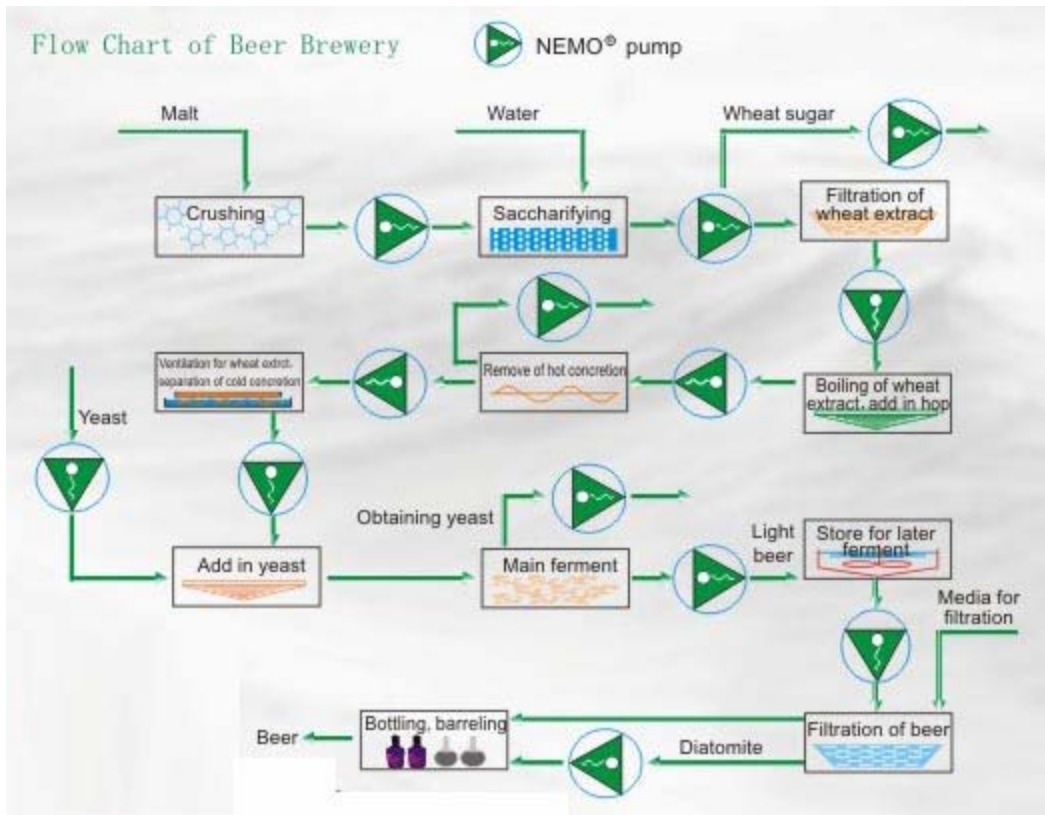 Flow Chart of Beer Brewery
NEMO® pump
Malt
Water
Wheat sugar
Crushing
Saccharifying
Filtration of
wheat extract
Ventilation for wheat extrct.
separation of cold concretion
Remove of hot concretion
Boiling of wheat
extract. add in hop
Yeast
Obtaining yeast
Add in yeast
Main ferment
Light
beer
Store for later
ferment
Media for
filtration
Beer
Bottling, barreling
Diatomite
Filtration of beer